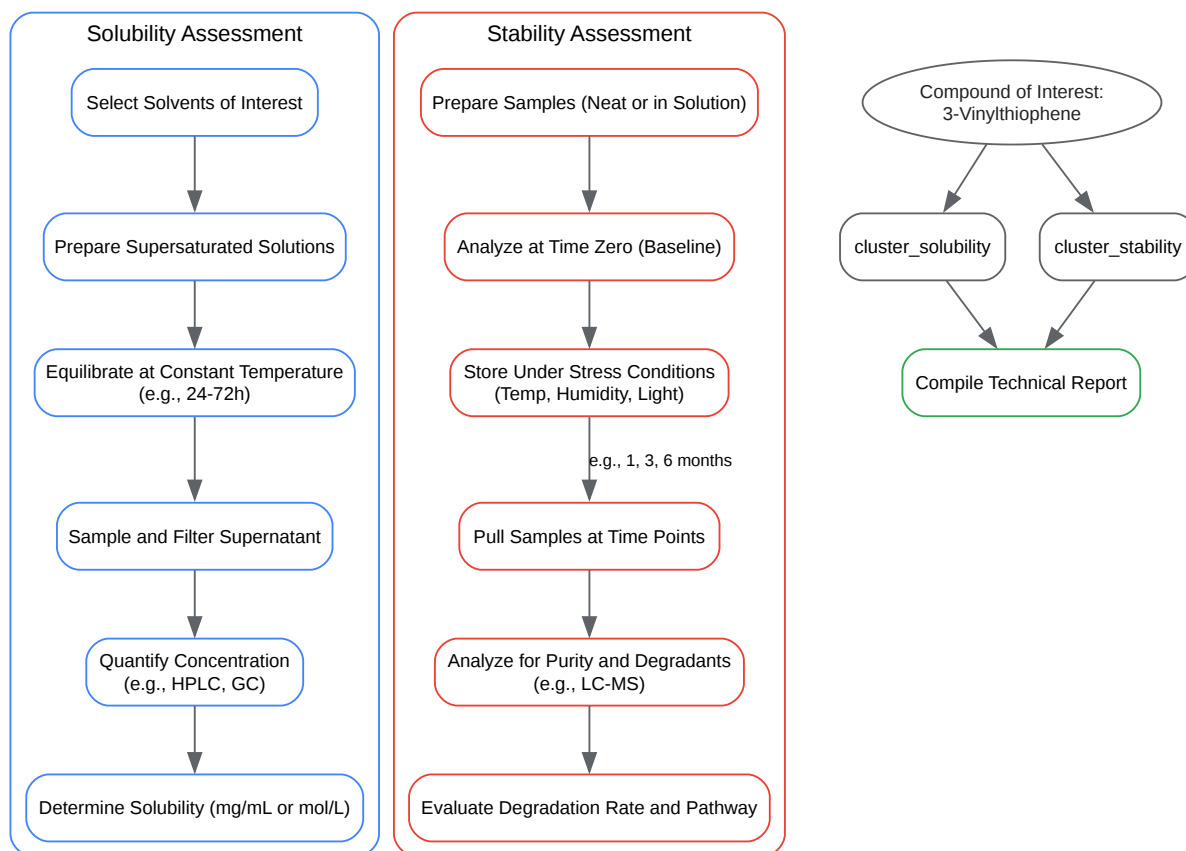 Solubility Assessment
Select Solvents of Interest
Prepare Supersaturated Solutions
Equilibrate at Constant Temperature
(e.g., 24-72h)
Sample and Filter Supernatant
Quantify Concentration
(e.g., HPLC, GC)
Determine Solubility (mg/mL or mol/L)
Stability Assessment
Prepare Samples (Neat or in Solution)
Analyze at Time Zero (Baseline)
Store Under Stress Conditions
(Temp, Humidity, Light)
e.g., 1, 3, 6 months
Pull Samples at Time Points
Analyze for Purity and Degradants
(e.g., LC-MS)
Evaluate Degradation Rate and Pathway
Compound of Interest:
3-Vinylthiophene
cluster_solubility
cluster_stability
Compile Technical Report